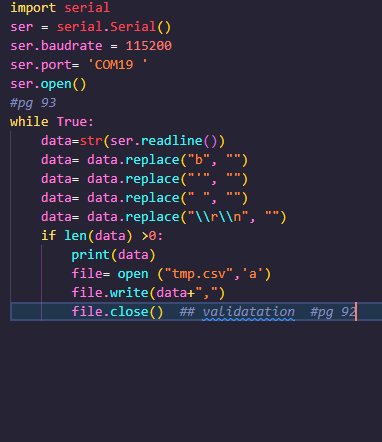 import serial
ser = serial.Serial()
ser.baudrate = 115200
ser.port= 'COM19 '
ser.open()
#pg 93
while True:
    data=str(ser.readline())
    data= data.replace("b", "")
    data= data.replace("'", "")
    data= data.replace(" ", "")
    data= data.replace("\\r\\n", "")
    if len(data) >0:
        print(data)
        file= open ("tmp.csv",'a')
        file.write(data+",")
        file.close()  ## validatation  #pg 92